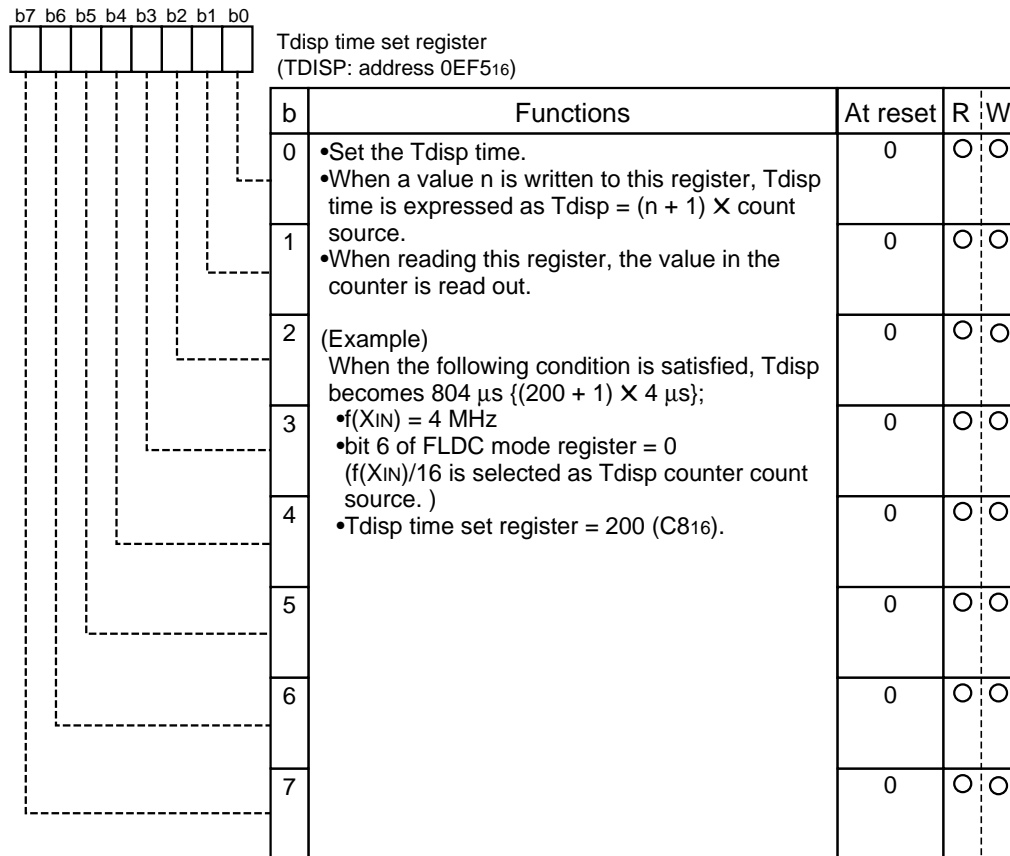 b7 b6 b5 b4 b3 b2 b1 b0
Tdisp time set register
(TDISP: address 0EF516)
b Functions At reset R W
0 •Set the Tdisp time. 0 ○ ○
•When a value n is written to this register, Tdisp
time is expressed as Tdisp = (n + 1) ✕ count
source.
1 0 ○ ○
•When reading this register, the value in the
counter is read out.
2 0 ○ ○
(Example)
When the following condition is satisfied, Tdisp
becomes 804 μs {(200 + 1) ✕ 4 μs};
3 •f(XIN) = 4 MHz 0 ○ ○
•bit 6 of FLDC mode register = 0
(f(XIN)/16 is selected as Tdisp counter count
source. )
4 0 ○ ○
•Tdisp time set register = 200 (C816).
5 0 ○ ○
6 0 ○ ○
7 0 ○ ○